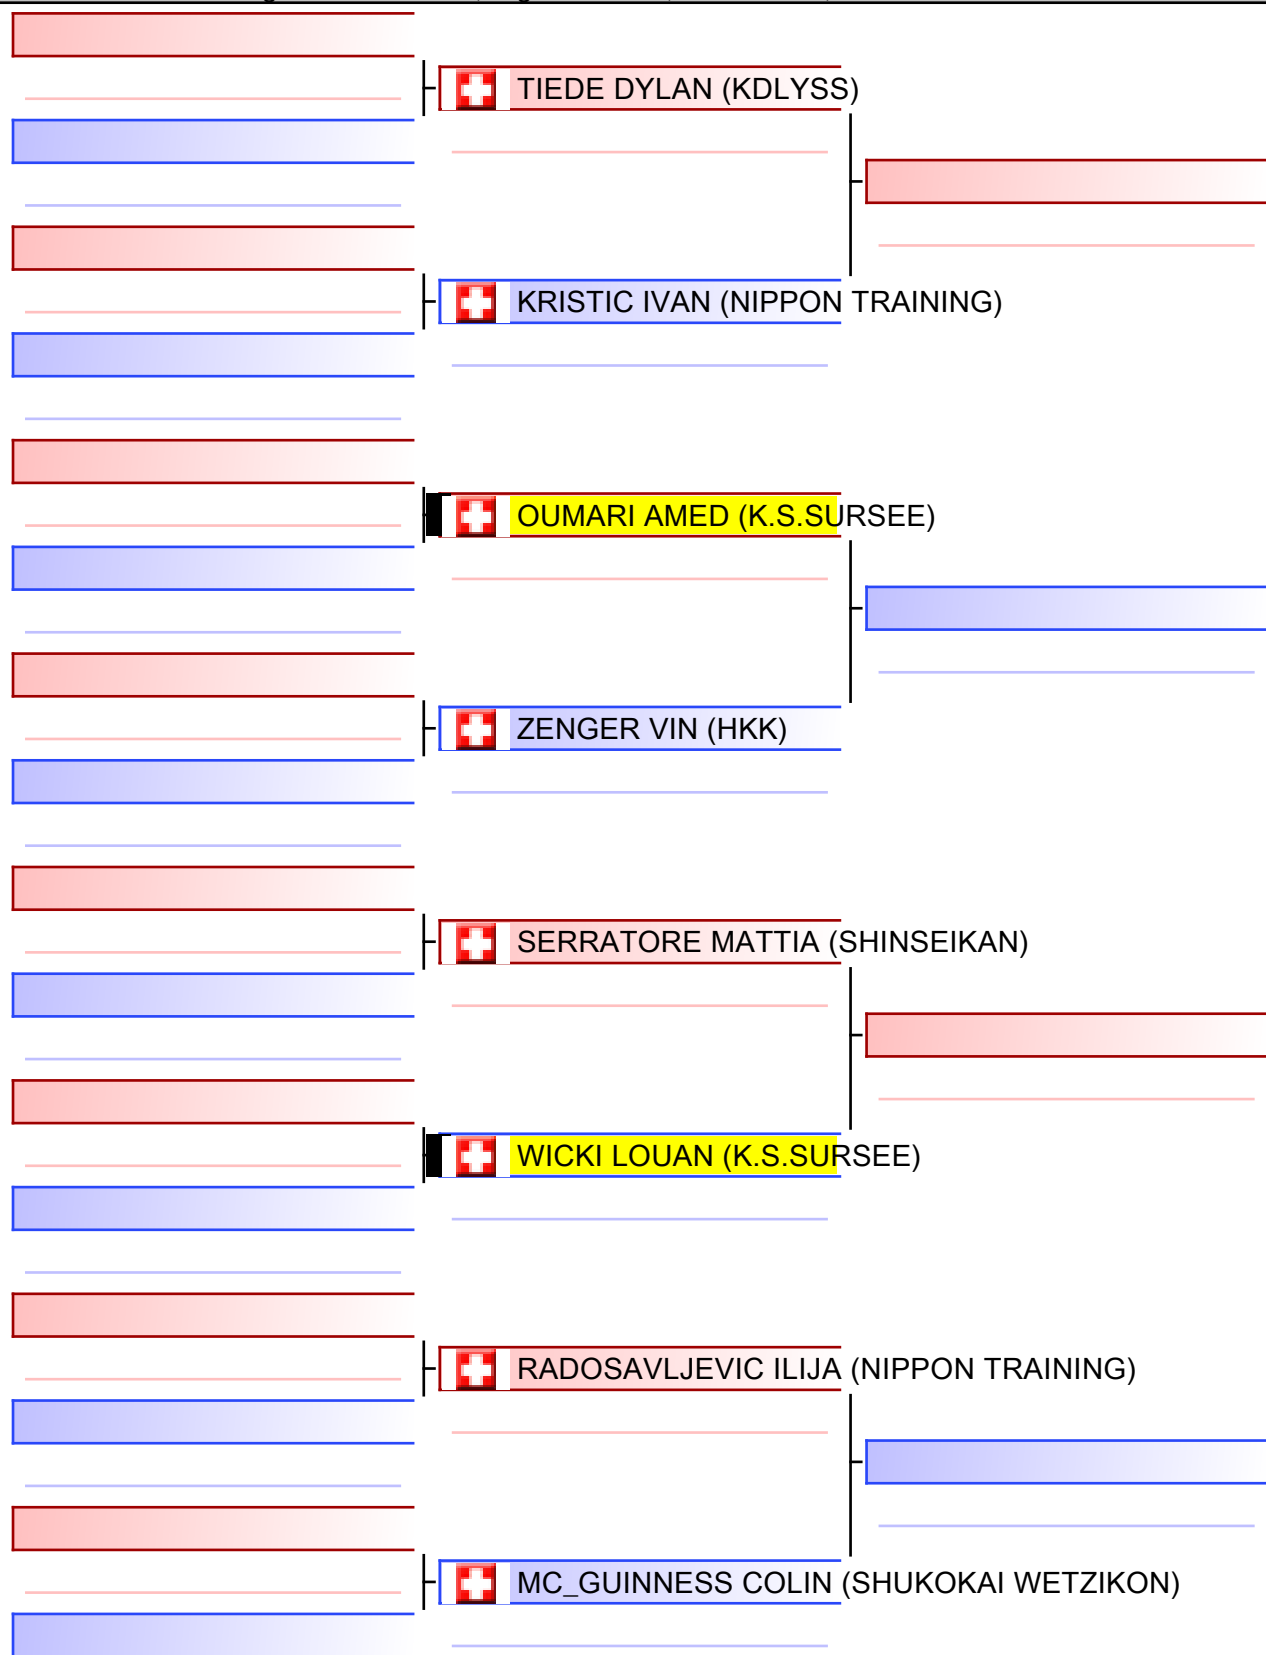 TIEDE DYLAN (KDLYSS)
KRISTIC IVAN (NIPPON TRAINING)
OUMARI AMED (K.S.SURSEE)
ZENGER VIN (HKK)
SERRATORE MATTIA (SHINSEIKAN)
WICKI LOUAN (K.S.SURSEE)
RADOSAVLJEVIC ILIJA (NIPPON TRAINING)
MC_GUINNESS COLIN (SHUKOKAI WETZIKON)